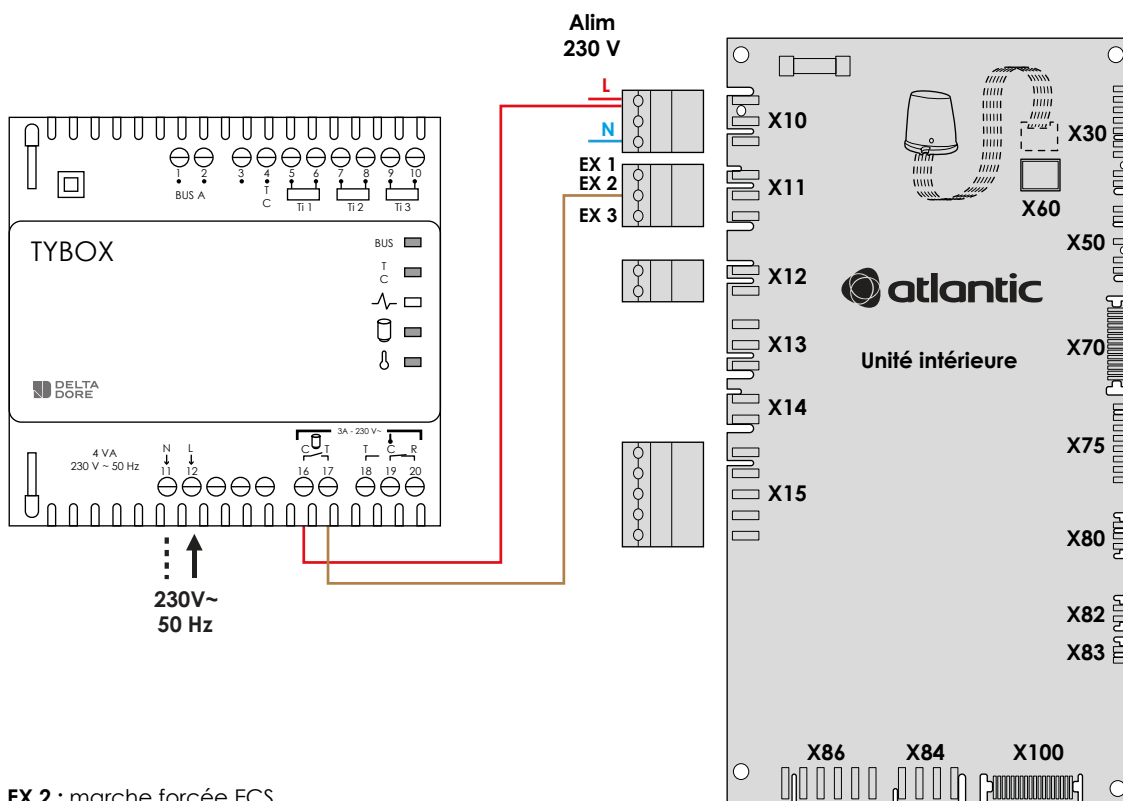 Alim
230 V
L
N
EX 1
EX 2
EX 3
1 2 3 4 5 6 7 8 9 10
BUS A
T
C
Ti 1 Ti 2 Ti 3
TYBOX
BUS
T
C
DELTA
DORE
4 VA
230 V ~ 50 Hz
N L
11 12
3A - 230 V~
C T T C R
16 17 18 19 20
230V~
50 Hz
X10
X11
X12
X13
X14
X15
atlantic
Unité intérieure
X30
X60
X50
X70
X75
X80
X82
X83
X86 X84 X100
EX 2 : marche forcée ECS